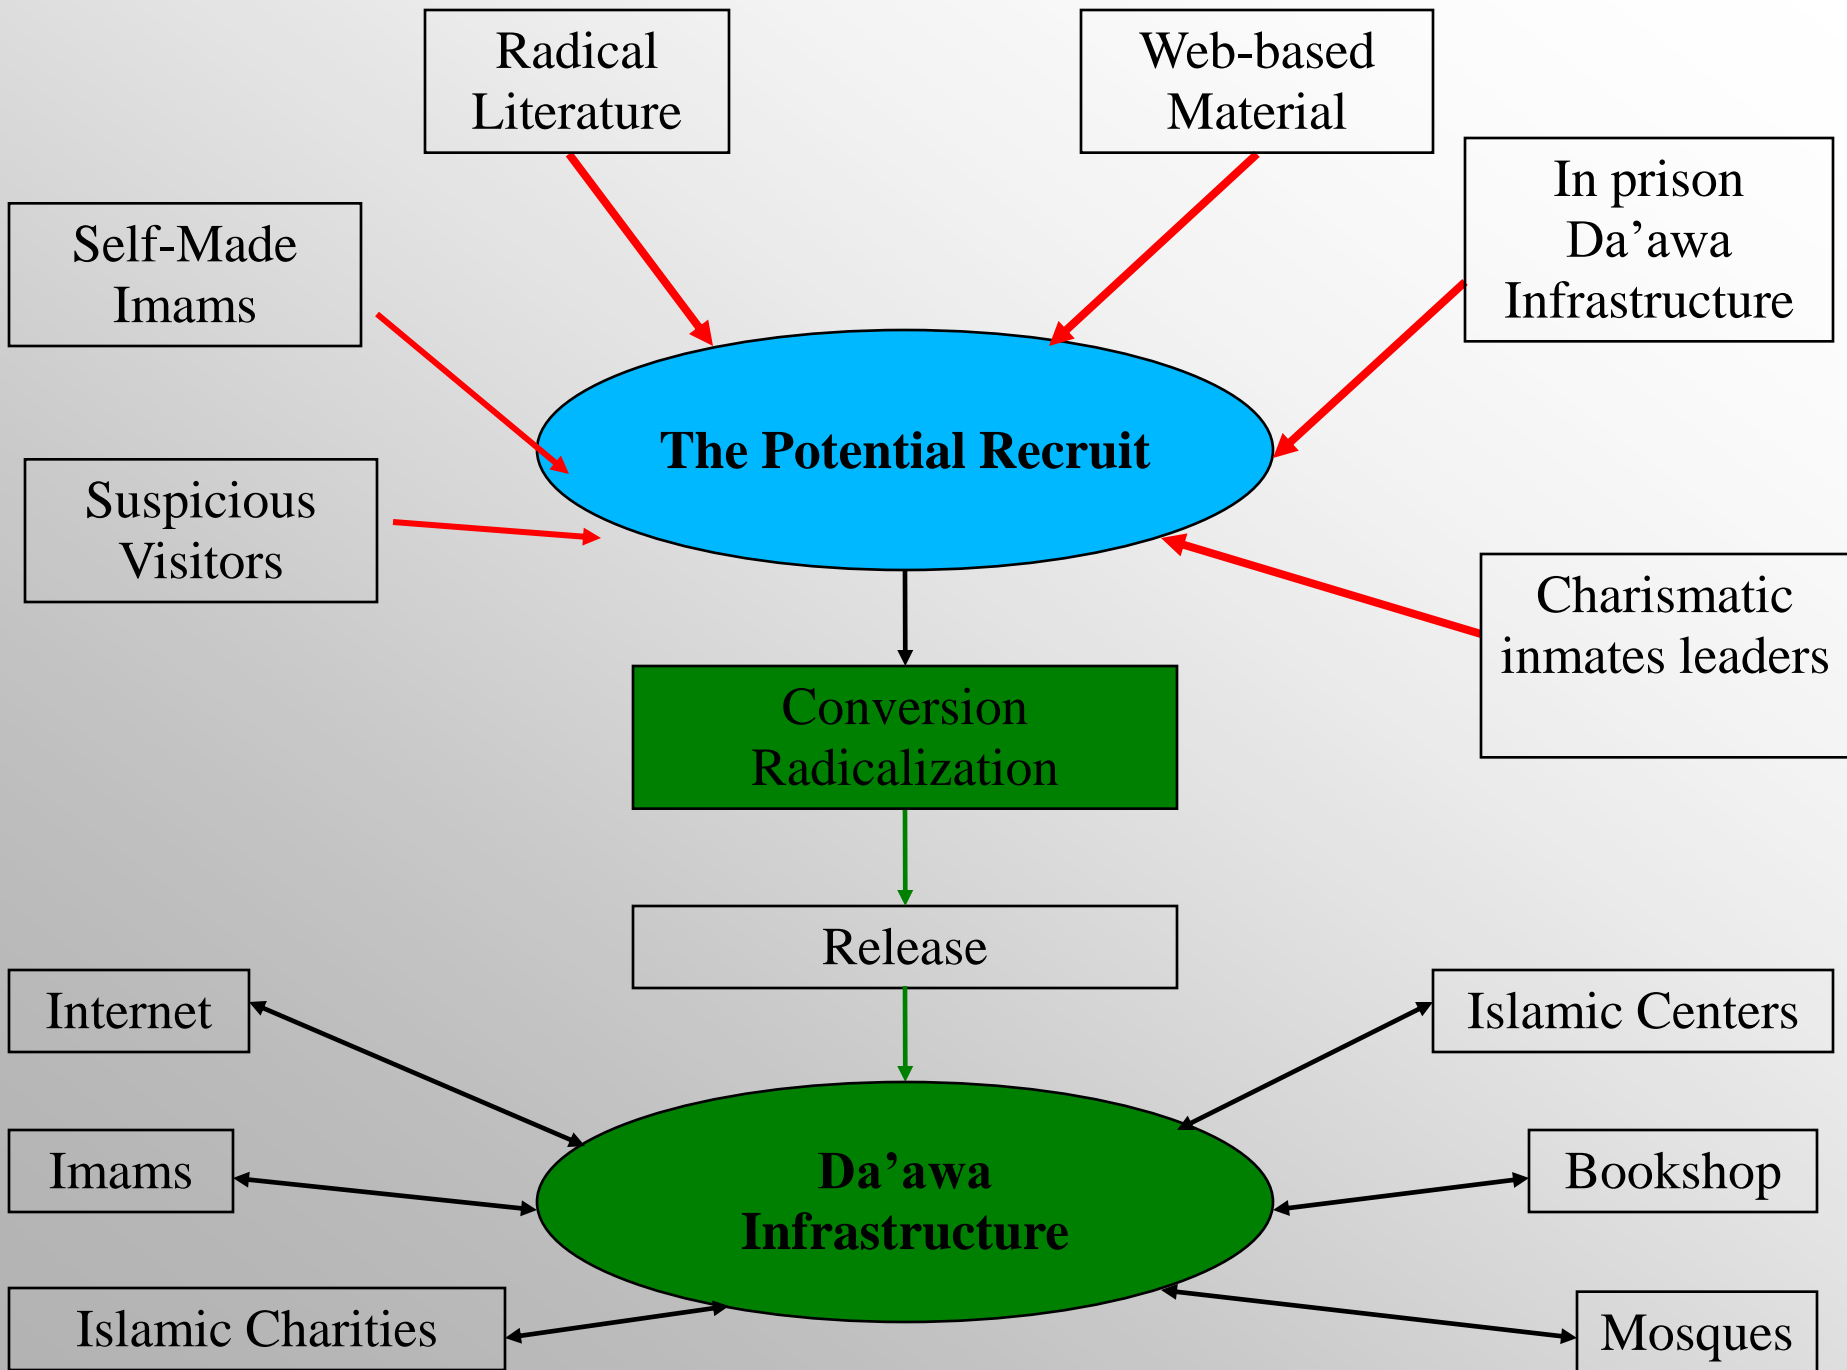 Radical
Literature
Web-based
Material
In prison
Da’awa
Infrastructure
Self-Made
Imams
The Potential Recruit
Suspicious
Visitors
Charismatic
inmates leaders
Conversion
Radicalization
Release
Internet
Islamic Centers
Imams
Da’awa
Infrastructure
Bookshop
Islamic Charities
Mosques